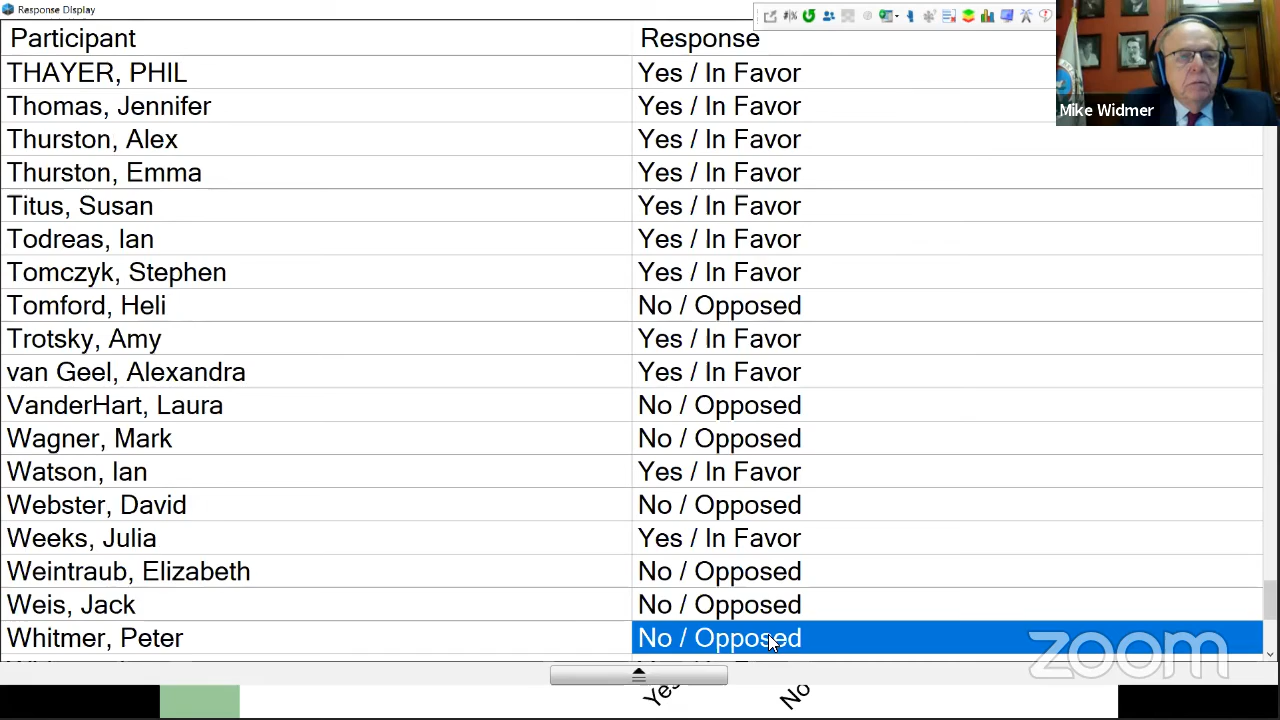 Response Display
Participant Response
THAYER, PHIL Yes / In Favor
Thomas, Jennifer Yes / In Favor
Thurston, Alex Yes / In Favor
Thurston, Emma Yes / In Favor
Titus, Susan Yes / In Favor
Todreas, Ian Yes / In Favor
Tomczyk, Stephen Yes / In Favor
Tomford, Heli No / Opposed
Trotsky, Amy Yes / In Favor
van Geel, Alexandra Yes / In Favor
VanderHart, Laura No / Opposed
Wagner, Mark No / Opposed
Watson, Ian Yes / In Favor
Webster, David No / Opposed
Weeks, Julia Yes / In Favor
Weintraub, Elizabeth No / Opposed
Weis, Jack No / Opposed
Whitmer, Peter No / Opposed
Mike Widmer
zoom
Yes
No